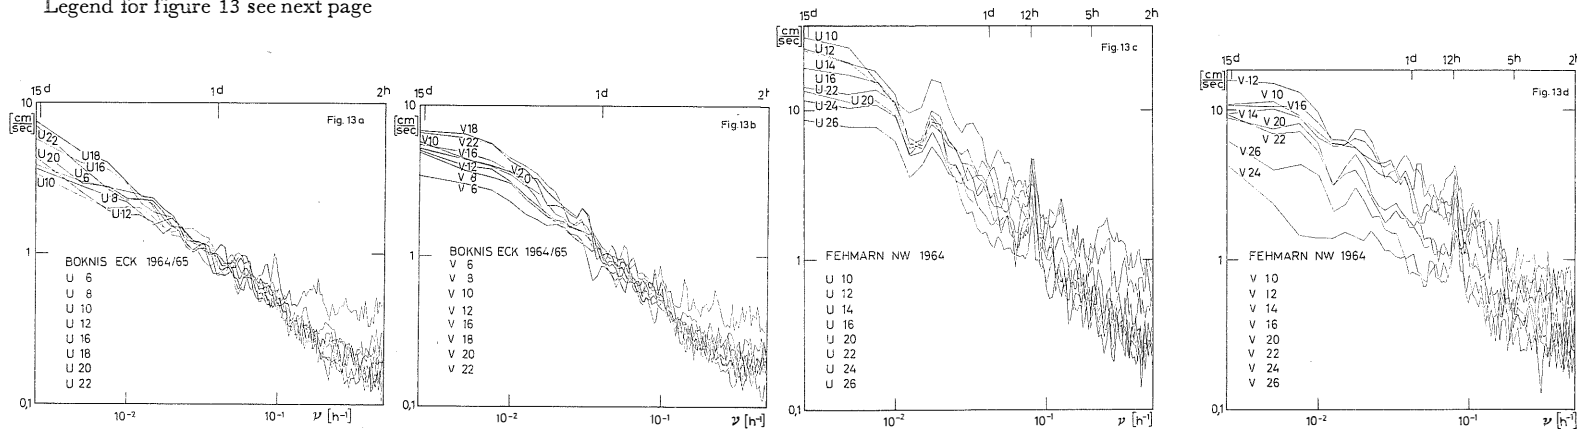 Legend for figure 13 see next page
15d 1d 2h
10
[cm/sec]
Fig. 13a
U22
U20
U18
U16
U6
U10
U8
U12
1
BOKNIS ECK 1964/65
U 6
U 8
U 10
U 12
U 16
U 18
U 20
U 22
0,1
10⁻² 10⁻¹ ν [h⁻¹]
15d 1d 2h
10
[cm/sec]
Fig. 13b
V18
V22
V10
V16
V12
V20
V 8
V 6
1
BOKNIS ECK 1964/65
V 6
V 8
V 10
V 12
V 16
V 18
V 20
V 22
0,1
10⁻² 10⁻¹ ν [h⁻¹]
15d 1d 12h 5h 2h
[cm/sec]
Fig. 13c
U10
U12
U14
U16
U22
U20
U24
U26
10
1
FEHMARN NW 1964
U 10
U 12
U 14
U 16
U 20
U 22
U 24
U 26
0,1
10⁻² 10⁻¹ ν [h⁻¹]
15d 1d 12h 5h 2h
[cm/sec]
Fig. 13d
V-12
V 10
V16
10
V 14
V 20
V 22
V 26
V 24
1
FEHMARN NW 1964
V 10
V 12
V 14
V 16
V 20
V 22
V 24
V 26
0,1
10⁻² 10⁻¹ ν [h⁻¹]